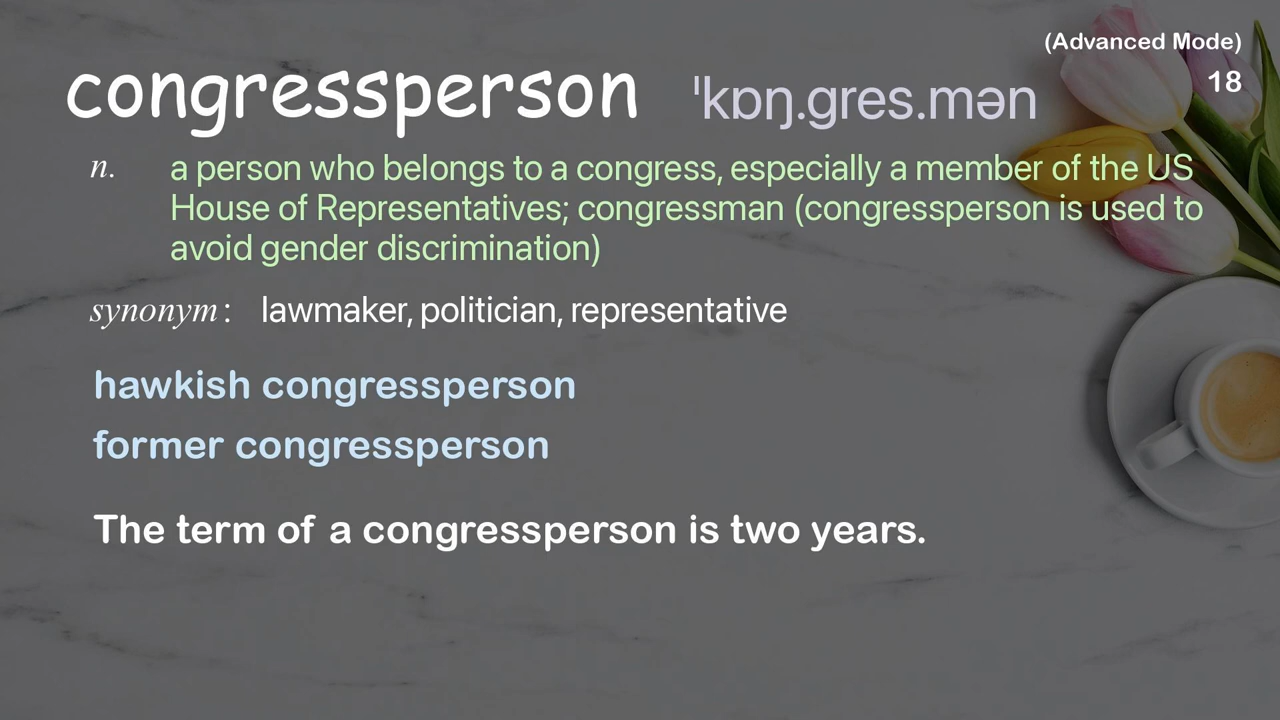 (Advanced Mode)
18
congressperson ˈkɒŋ.gres.mən
n. a person who belongs to a congress, especially a member of the US
House of Representatives; congressman (congressperson is used to
avoid gender discrimination)
synonym: lawmaker, politician, representative
hawkish congressperson
former congressperson
The term of a congressperson is two years.